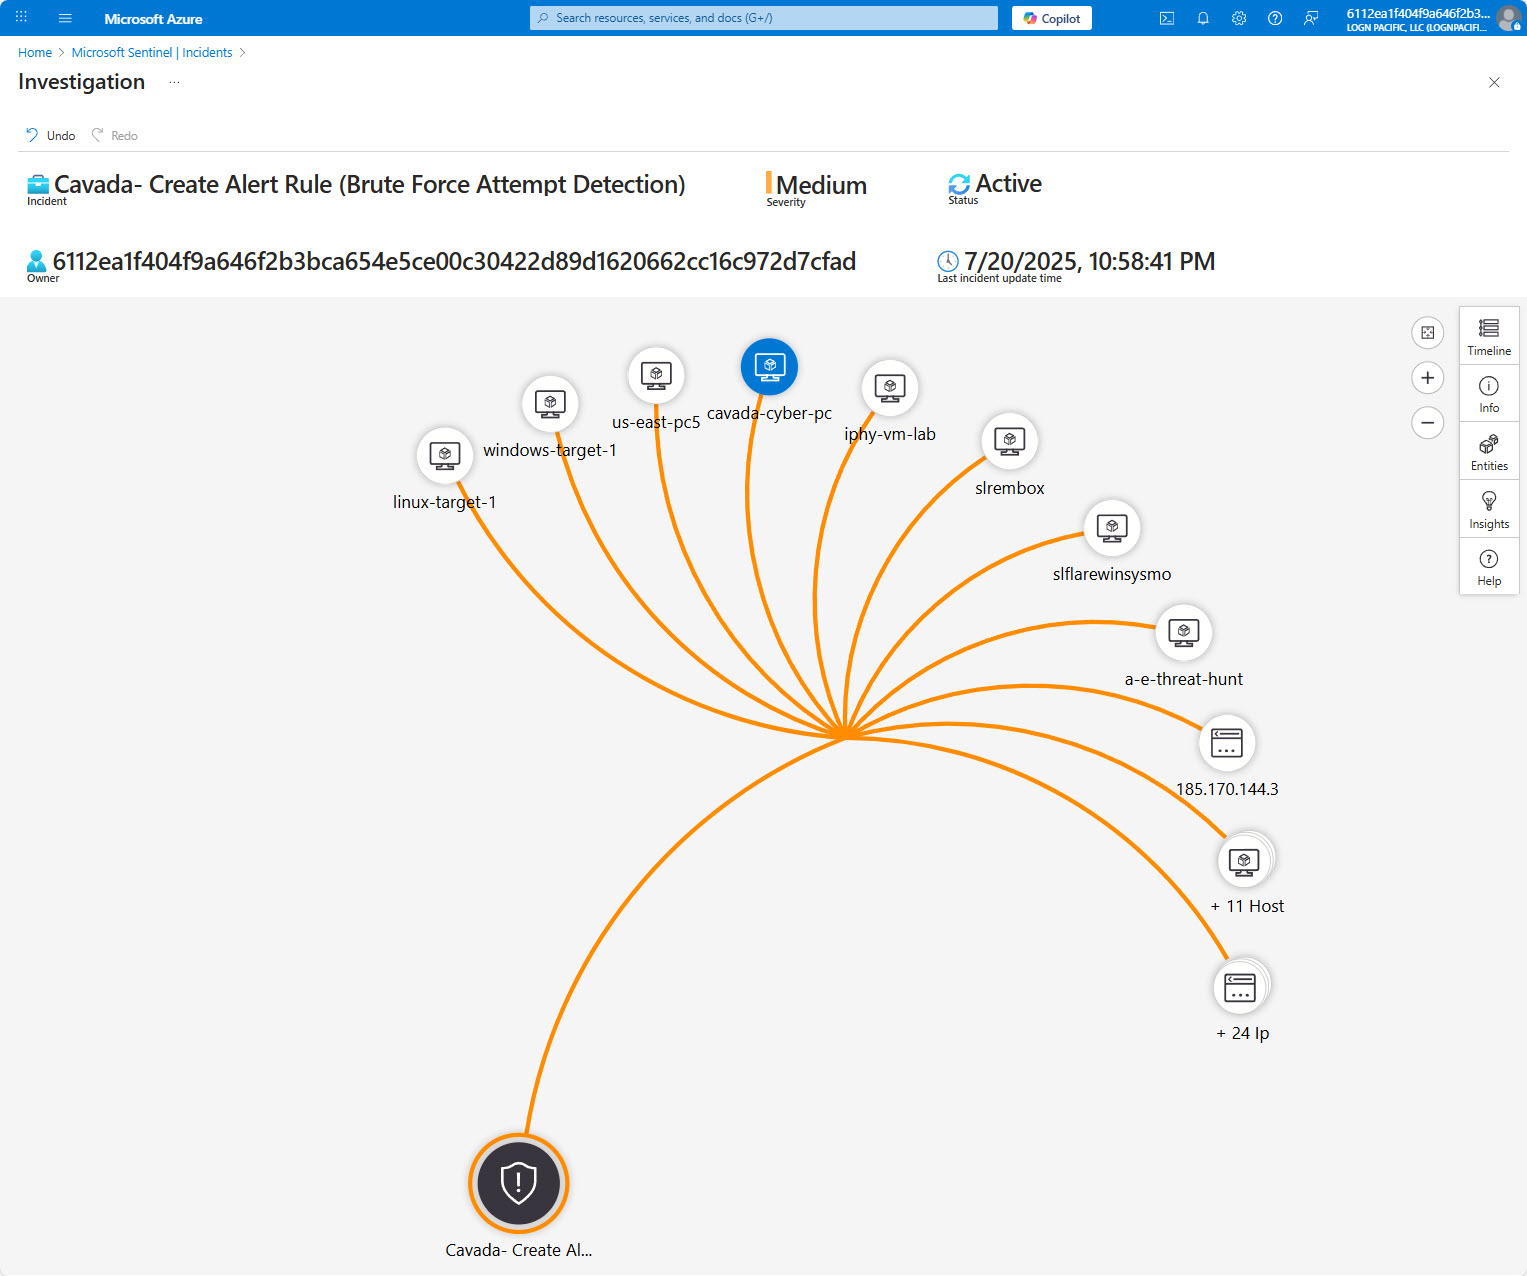 Microsoft Azure
Search resources, services, and docs (G+/)
Copilot
6112ea1f404f9a646f2b3...
LOGN PACIFIC, LLC (LOGNPACIFI...
Home > Microsoft Sentinel | Incidents >
Investigation ...
Undo Redo
Cavada- Create Alert Rule (Brute Force Attempt Detection)
Incident
Medium
Severity
Active
Status
6112ea1f404f9a646f2b3bca654e5ce00c30422d89d1620662cc16c972d7cfad
Owner
7/20/2025, 10:58:41 PM
Last incident update time
Timeline
Info
Entities
Insights
Help
linux-target-1
windows-target-1
us-east-pc5
cavada-cyber-pc
iphy-vm-lab
slrembox
slflarewinsysmo
a-e-threat-hunt
185.170.144.3
+ 11 Host
+ 24 Ip
Cavada- Create Al...